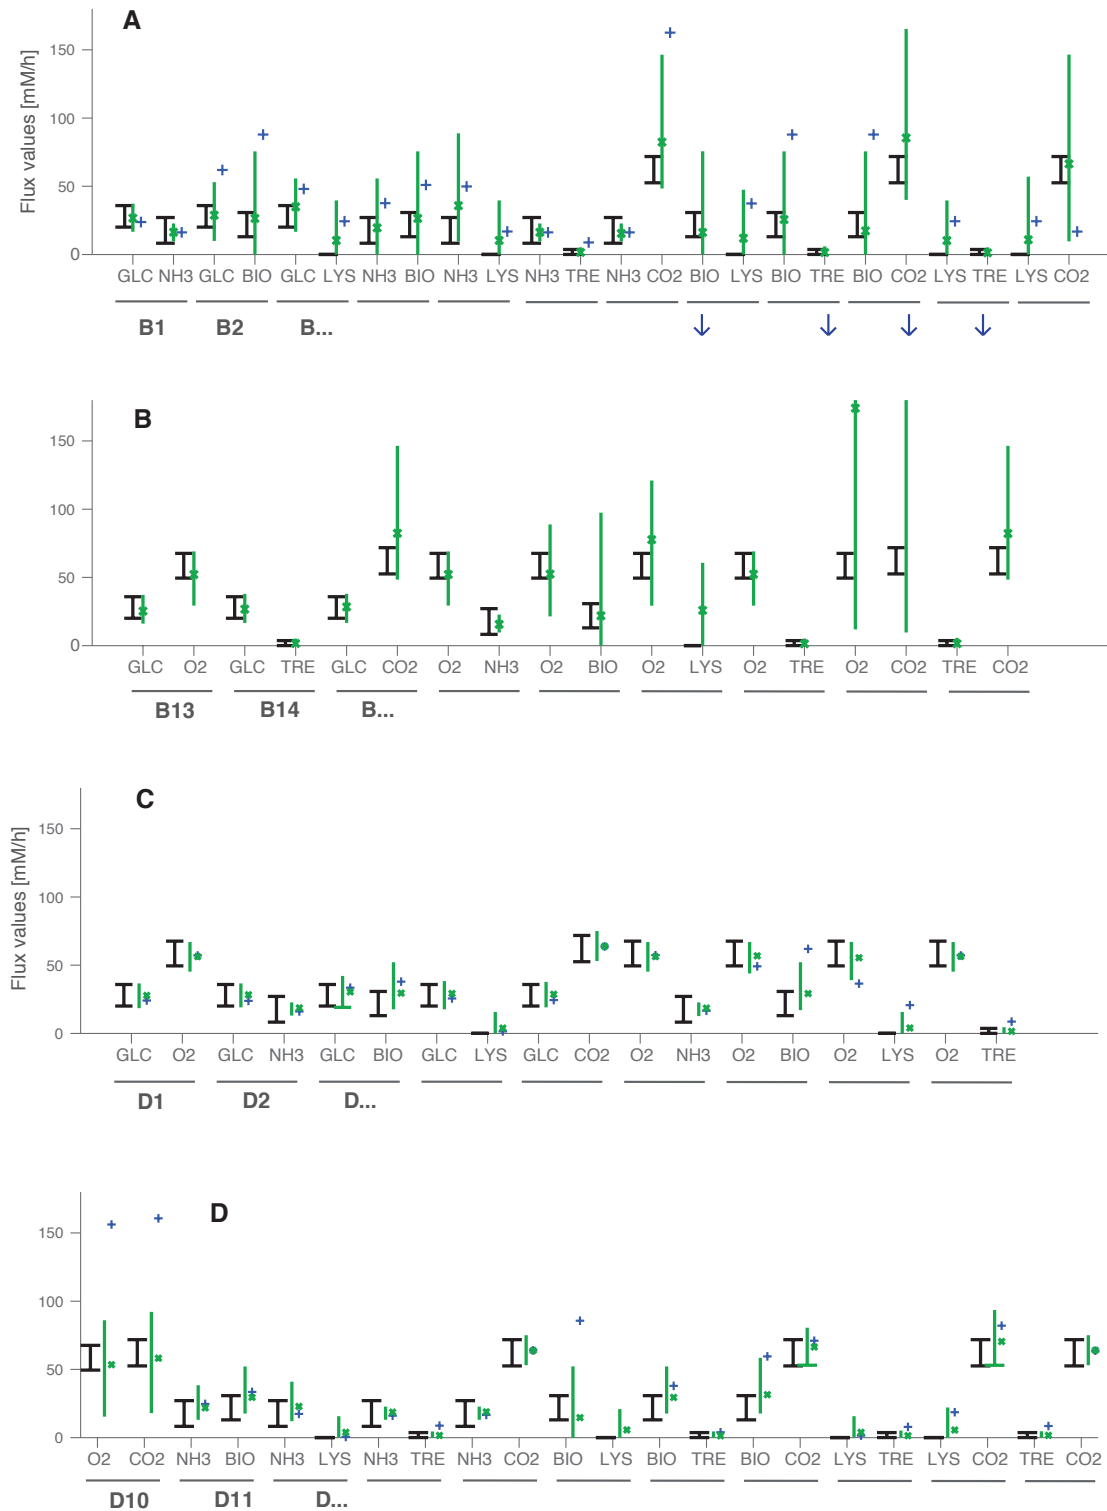 A
Flux values [mM/h]
150
100
50
0
GLC NH3 GLC BIO GLC LYS NH3 BIO NH3 LYS NH3 TRE NH3 CO2 BIO LYS BIO TRE BIO CO2 LYS TRE LYS CO2
B1 B2 B...
B
150
100
50
0
GLC O2 GLC TRE GLC CO2 O2 NH3 O2 BIO O2 LYS O2 TRE O2 CO2 TRE CO2
B13 B14 B...
C
Flux values [mM/h]
150
100
50
0
GLC O2 GLC NH3 GLC BIO GLC LYS GLC CO2 O2 NH3 O2 BIO O2 LYS O2 TRE
D1 D2 D...
D
150
100
50
0
O2 CO2 NH3 BIO NH3 LYS NH3 TRE NH3 CO2 BIO LYS BIO TRE BIO CO2 LYS TRE LYS CO2 TRE CO2
D10 D11 D...